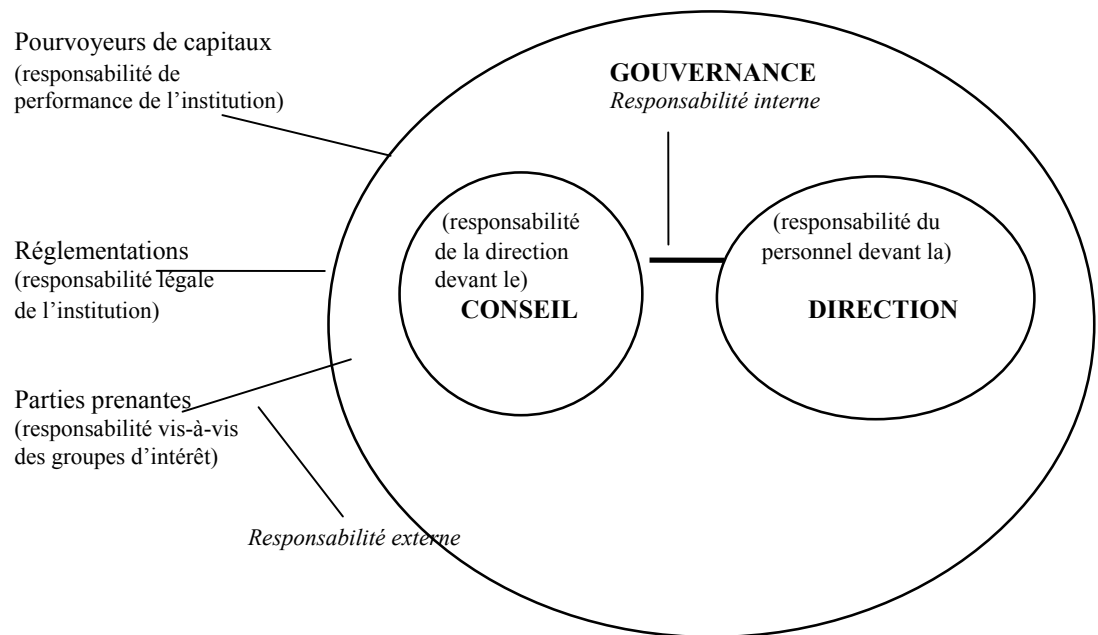 Pourvoyeurs de capitaux
(responsabilité de
performance de l’institution)
GOUVERNANCE
Responsabilité interne
Réglementations
(responsabilité légale
de l’institution)
(responsabilité
de la direction
devant le)
CONSEIL
(responsabilité du
personnel devant la)
DIRECTION
Parties prenantes
(responsabilité vis-à-vis
des groupes d’intérêt)
Responsabilité externe